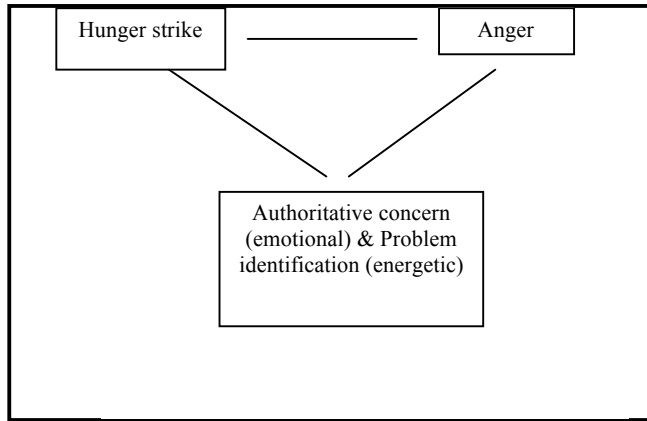 Hunger strike
Anger
Authoritative concern
(emotional) & Problem
identification (energetic)